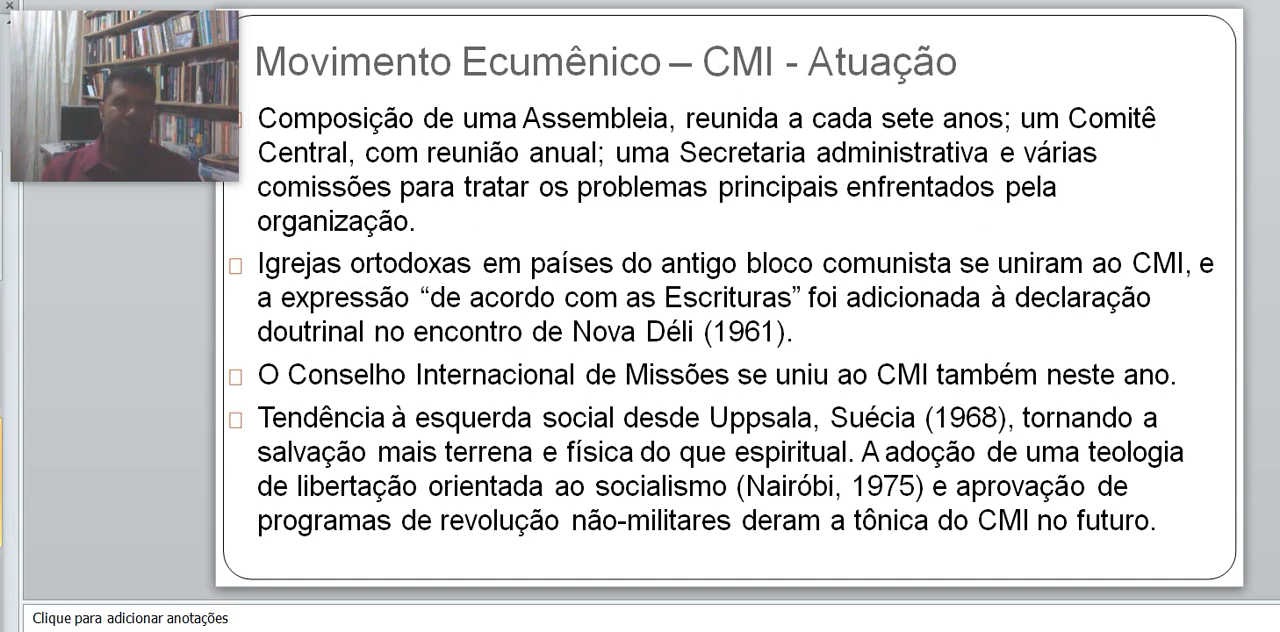 Movimento Ecumênico – CMI - Atuação
Composição de uma Assembleia, reunida a cada sete anos; um Comitê
Central, com reunião anual; uma Secretaria administrativa e várias
comissões para tratar os problemas principais enfrentados pela
organização.
Igrejas ortodoxas em países do antigo bloco comunista se uniram ao CMI, e
a expressão “de acordo com as Escrituras” foi adicionada à declaração
doutrinal no encontro de Nova Déli (1961).
O Conselho Internacional de Missões se uniu ao CMI também neste ano.
Tendência à esquerda social desde Uppsala, Suécia (1968), tornando a
salvação mais terrena e física do que espiritual. A adoção de uma teologia
de libertação orientada ao socialismo (Nairóbi, 1975) e aprovação de
programas de revolução não-militares deram a tônica do CMI no futuro.
Clique para adicionar anotações